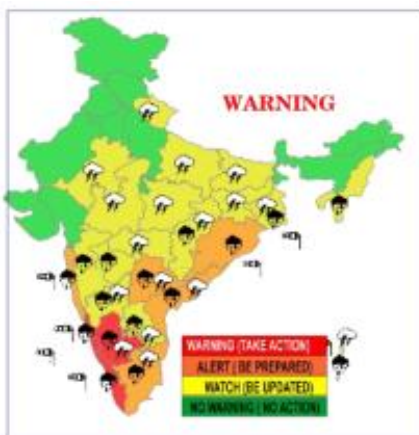 WARNING
WARNING (TAKE ACTION)
ALERT ( BE PREPARED)
WATCH (BE UPDATED)
NO WARNING ( NO ACTION)